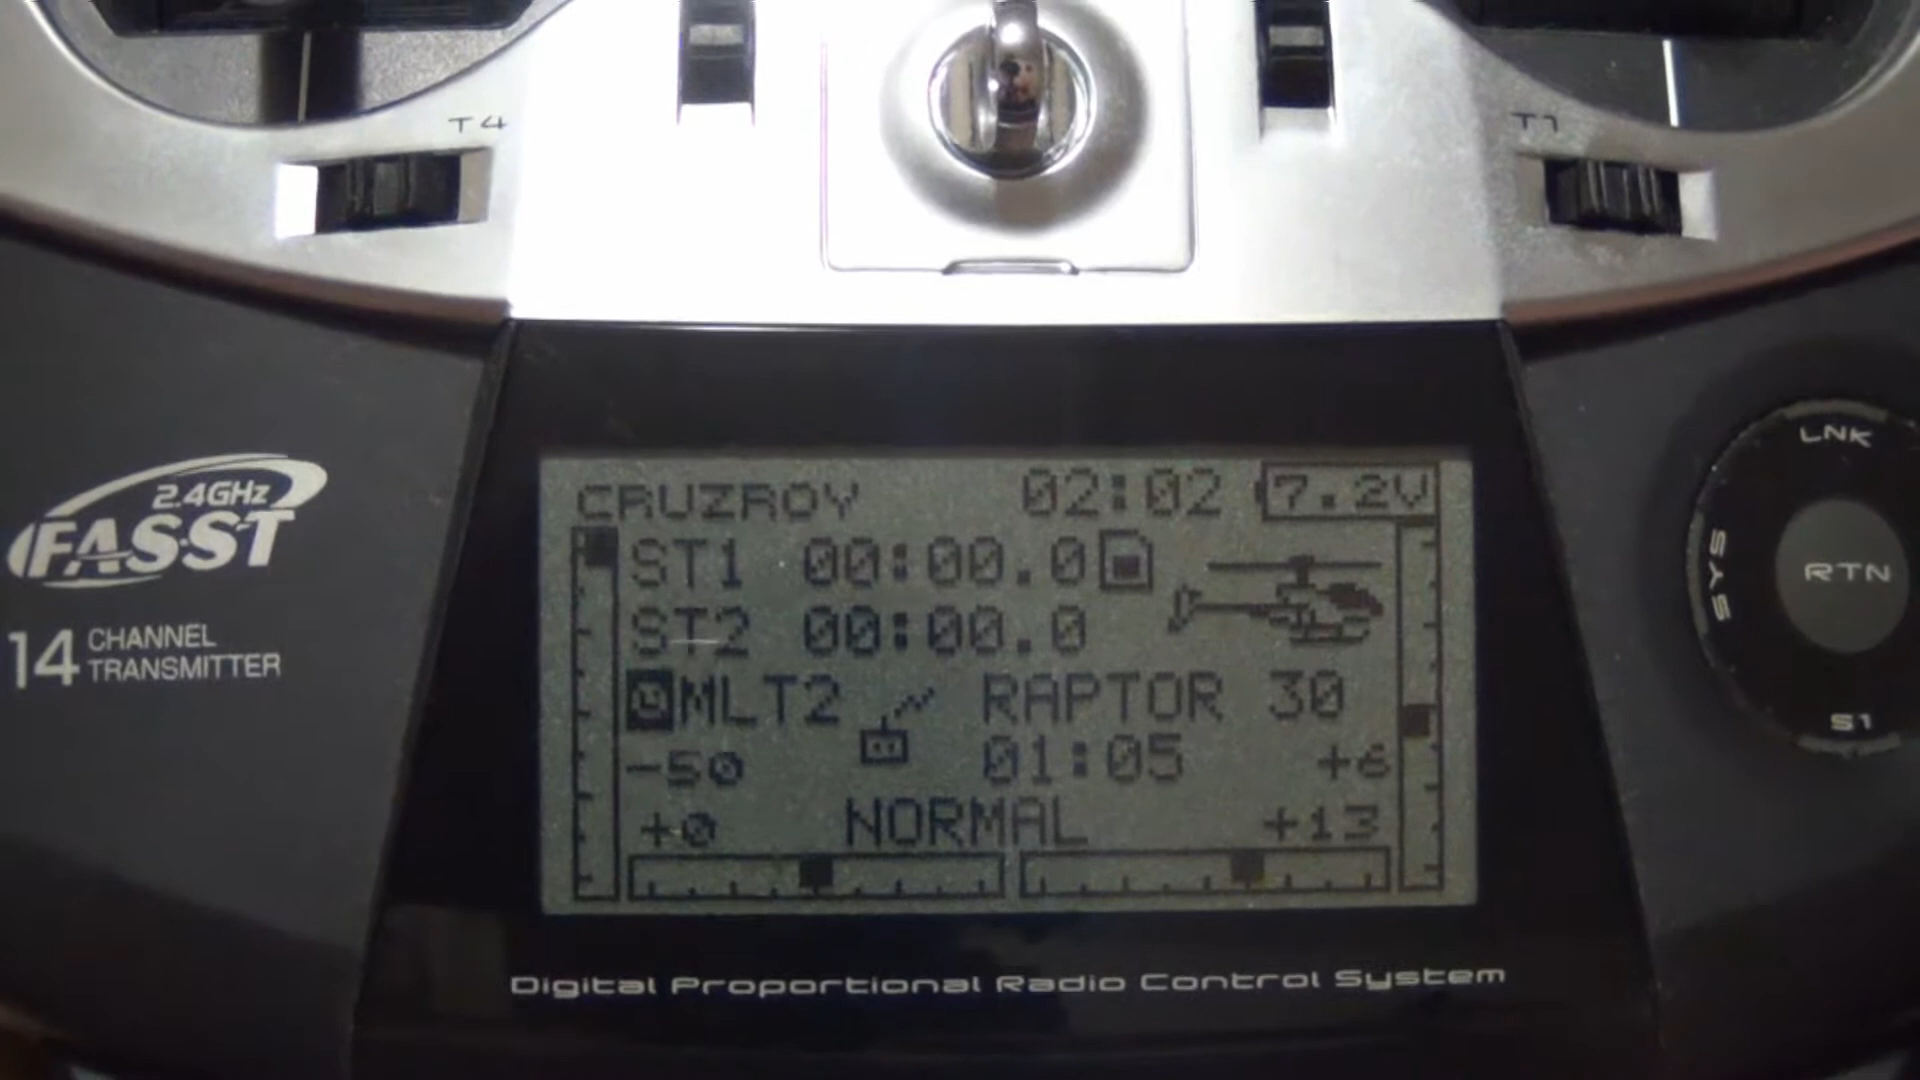 T4
T1
CRUZROY 02:02 7.2V
ST1 00:00.0
ST2 00:00.0
MLT2 RAPTOR 30
-50 01:05 +6
+0 NORMAL +13
2.4GHz
FASST
14 CHANNEL
TRANSMITTER
LNK
SYS
RTN
S1
Digital Proportional Radio Control System